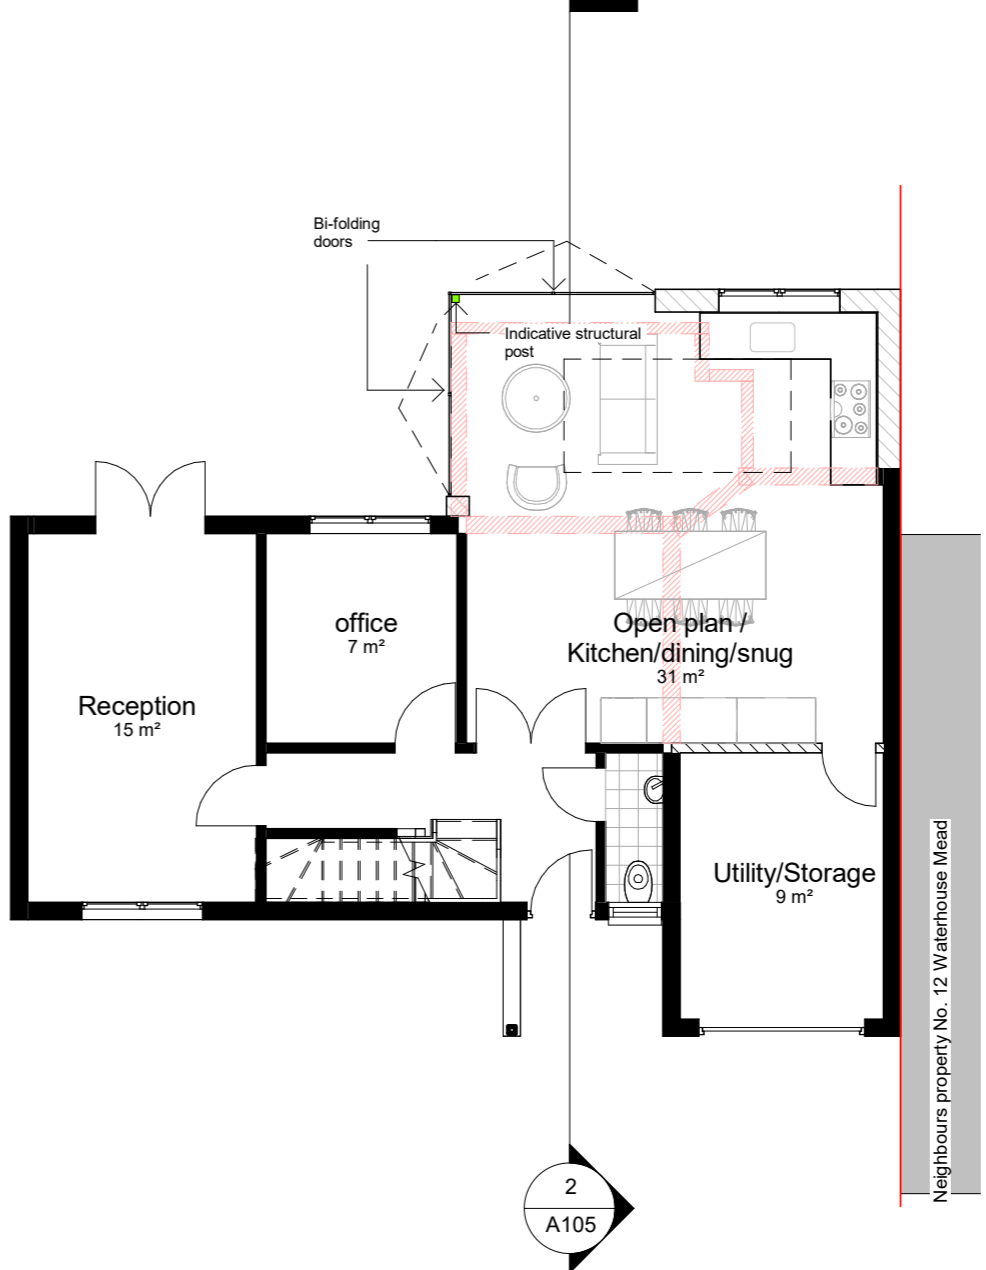 Bi-folding
doors
Indicative structural
post
office
7 m²
Open plan /
Kitchen/dining/snug
31 m²
Reception
15 m²
Utility/Storage
9 m²
Neighbours property No. 12 Waterhouse Mead
2
A105